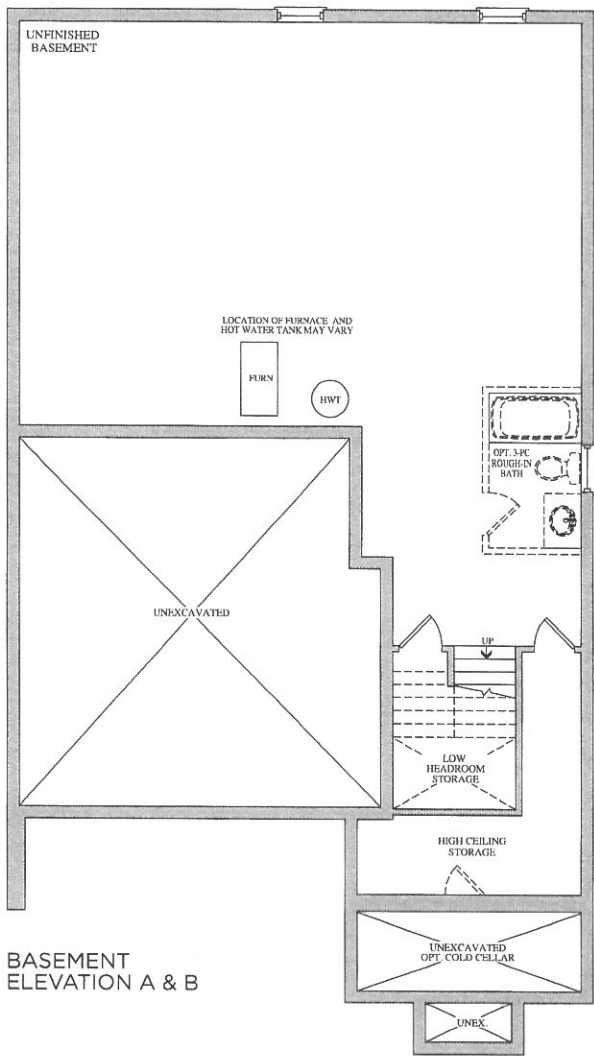 UNFINISHED
BASEMENT
LOCATION OF FURNACE AND
HOT WATER TANK MAY VARY
FURN
HWT
OPT. 3-PC
ROUGH-IN
BATH
UNEXCAVATED
UP
LOW
HEADROOM
STORAGE
HIGH CEILING
STORAGE
UNEXCAVATED
OPT. COLD CELLAR
BASEMENT
ELEVATION A & B
UNEX.